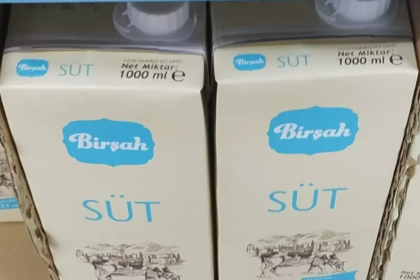 Birşah SÜT Net Miktar:
1000 ml e
Birşah
SÜT
Birşah SÜT Net Miktar:
1000 ml e
Birşah
SÜT